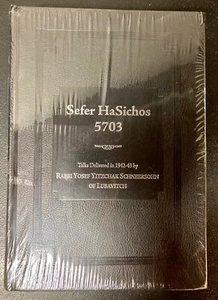 Sefer HaSichos
5703
Talks Delivered in 1942-43 by
Rabbi Yosef Yitzchak Schneersohn
of Lubavitch